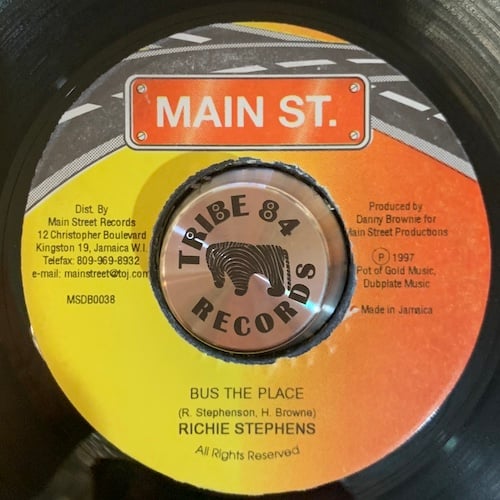 MAIN ST.
Dist. By
Main Street Records
12 Christopher Boulevard
Kingston 19, Jamaica W.I.
Telefax: 809-969-8932
e-mail: mainstreet@toj.com
MSDB0038
TRIBE 84
RECORDS
Produced by
Danny Brownie for
Main Street Productions
℗ 1997
Pot of Gold Music,
Dubplate Music
Made in Jamaica
BUS THE PLACE
(R. Stephenson, H. Browne)
RICHIE STEPHENS
All Rights Reserved